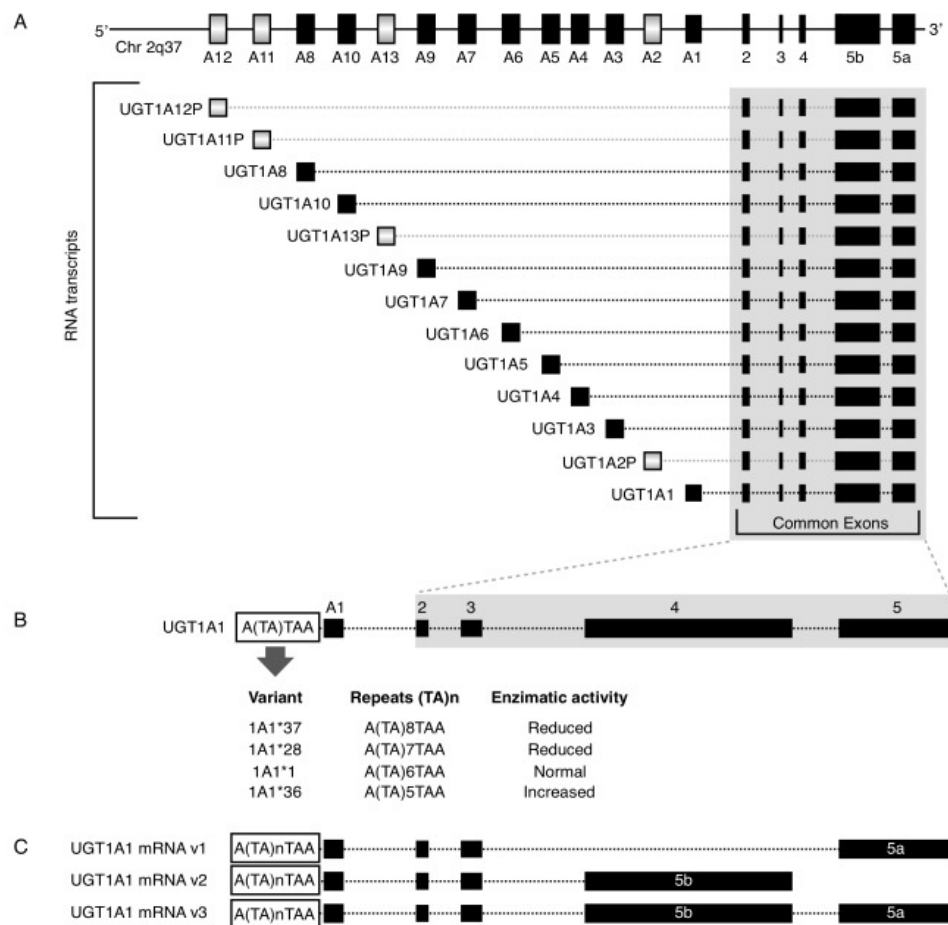 A
5' 3'
Chr 2q37
A12 A11 A8 A10 A13 A9 A7 A6 A5 A4 A3 A2 A1 2 3 4 5b 5a
RNA transcripts
UGT1A12P
UGT1A11P
UGT1A8
UGT1A10
UGT1A13P
UGT1A9
UGT1A7
UGT1A6
UGT1A5
UGT1A4
UGT1A3
UGT1A2P
UGT1A1
Common Exons
B
A1 2 3 4 5
UGT1A1 A(TA)TAA
Variant Repeats (TA)n Enzimatic activity
1A1*37 A(TA)8TAA Reduced
1A1*28 A(TA)7TAA Reduced
1A1*1 A(TA)6TAA Normal
1A1*36 A(TA)5TAA Increased
C
UGT1A1 mRNA v1 A(TA)nTAA 5a
UGT1A1 mRNA v2 A(TA)nTAA 5b
UGT1A1 mRNA v3 A(TA)nTAA 5b 5a